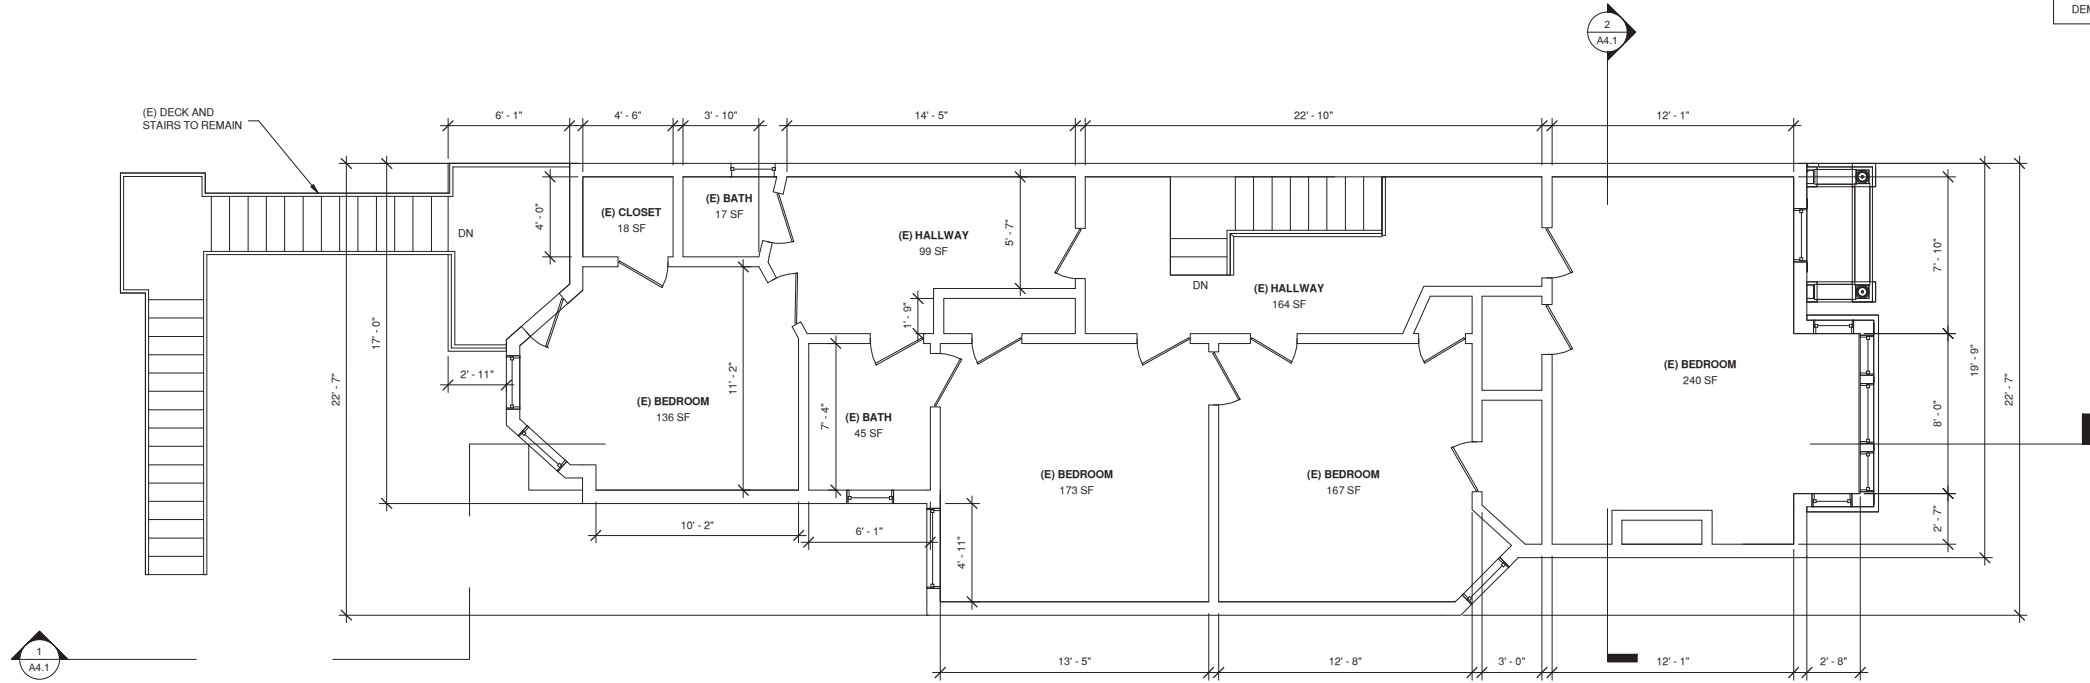 2
A4.1
DEM
(E) DECK AND
STAIRS TO REMAIN
6' - 1"
4' - 6"
3' - 10"
14' - 5"
22' - 10"
12' - 1"
(E) CLOSET
18 SF
(E) BATH
17 SF
4' - 0"
DN
(E) HALLWAY
99 SF
5' - 7"
DN
(E) HALLWAY
164 SF
7' - 10"
1' - 9"
17' - 0"
22' - 7"
2' - 11"
11' - 2"
(E) BEDROOM
136 SF
7' - 4"
(E) BATH
45 SF
(E) BEDROOM
240 SF
19' - 9"
22' - 7"
8' - 0"
(E) BEDROOM
173 SF
(E) BEDROOM
167 SF
10' - 2"
6' - 1"
4' - 11"
2' - 7"
1
A4.1
13' - 5"
12' - 8"
3' - 0"
12' - 1"
2' - 8"